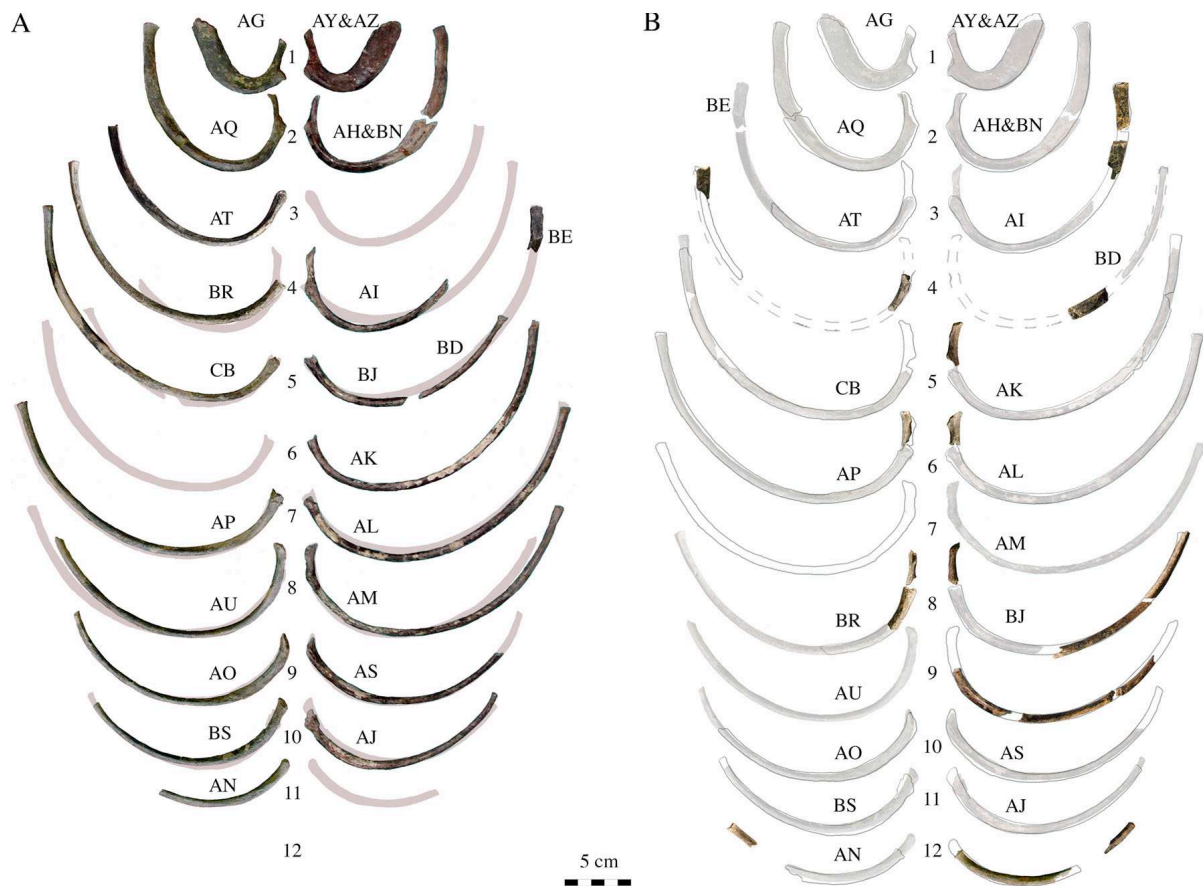 A
AG
AY&AZ
1
AQ
2
AH&BN
AT
3
BE
BR
4
AI
BD
CB
5
BJ
6
AK
AP
7
AL
AU
8
AM
AO
9
AS
BS
10
AJ
AN
11
12
5 cm
B
AG
AY&AZ
1
BE
AQ
2
AH&BN
AT
3
AI
BD
4
CB
5
AK
AP
6
AL
7
AM
BR
8
BJ
AU
9
AO
10
AS
BS
11
AJ
AN
12